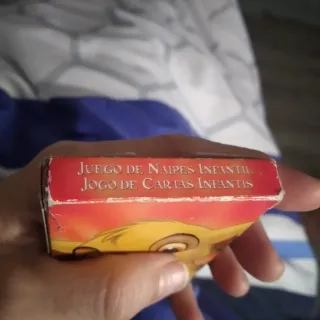 JUEGO DE NAIPES INFANTIL
JOGO DE CARTAS INFANTIS